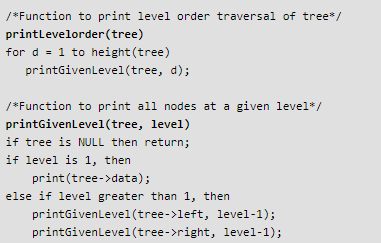 /*Function to print level order traversal of tree*/
printLevelorder(tree)
for d = 1 to height(tree)
   printGivenLevel(tree, d);

/*Function to print all nodes at a given level*/
printGivenLevel(tree, level)
if tree is NULL then return;
if level is 1, then
    print(tree->data);
else if level greater than 1, then
    printGivenLevel(tree->left, level-1);
    printGivenLevel(tree->right, level-1);